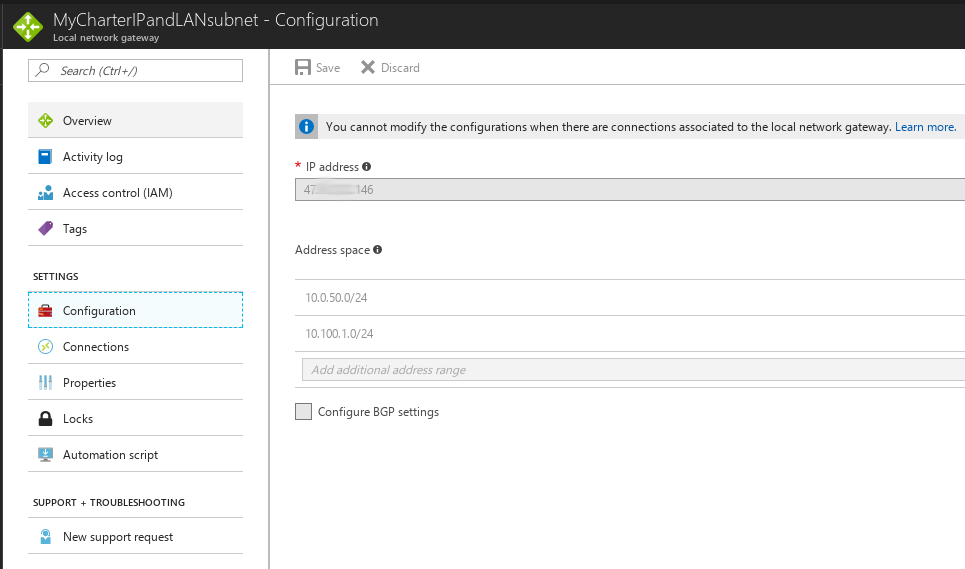 MyCharterIPandLANsubnet - Configuration
Local network gateway
Search (Ctrl+/)
Overview
Activity log
Access control (IAM)
Tags
SETTINGS
Configuration
Connections
Properties
Locks
Automation script
SUPPORT + TROUBLESHOOTING
New support request
Save Discard
You cannot modify the configurations when there are connections associated to the local network gateway. Learn more.
* IP address
47 146
Address space
10.0.50.0/24
10.100.1.0/24
Add additional address range
Configure BGP settings